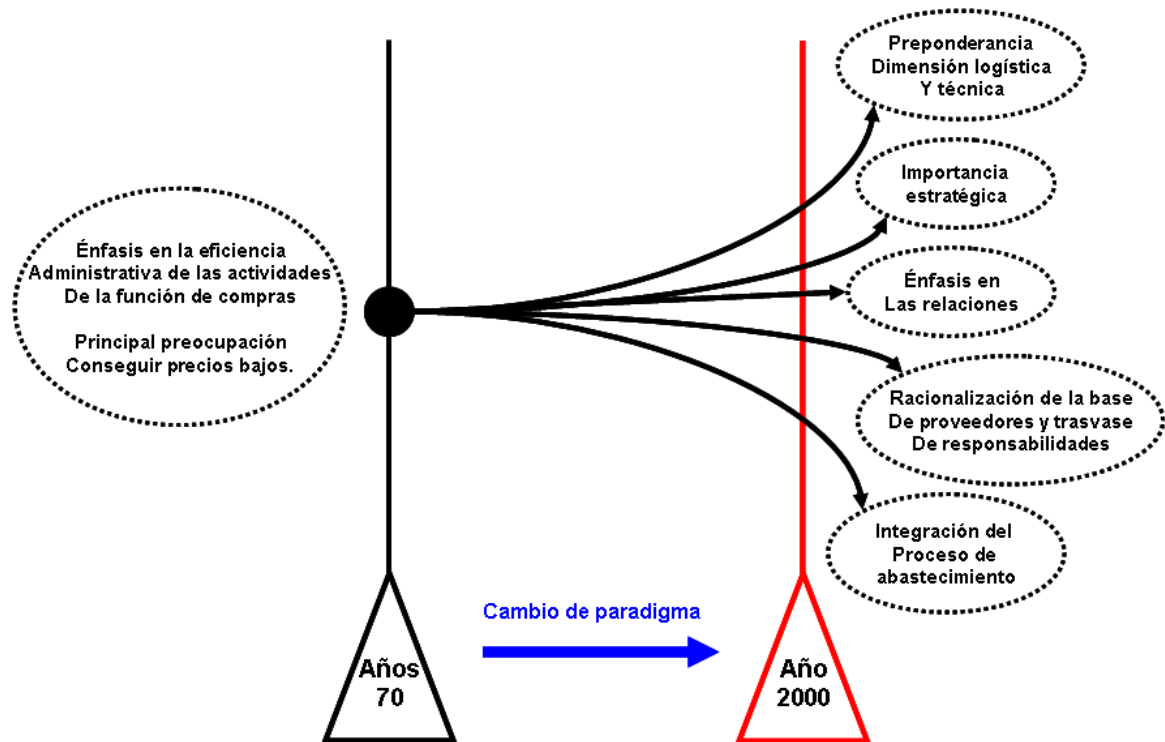 Énfasis en la eficiencia
Administrativa de las actividades
De la función de compras
Principal preocupación
Conseguir precios bajos.
Preponderancia
Dimensión logística
Y técnica
Importancia
estratégica
Énfasis en
Las relaciones
Racionalización de la base
De proveedores y trasvase
De responsabilidades
Integración del
Proceso de
abastecimiento
Cambio de paradigma
Años
70
Año
2000